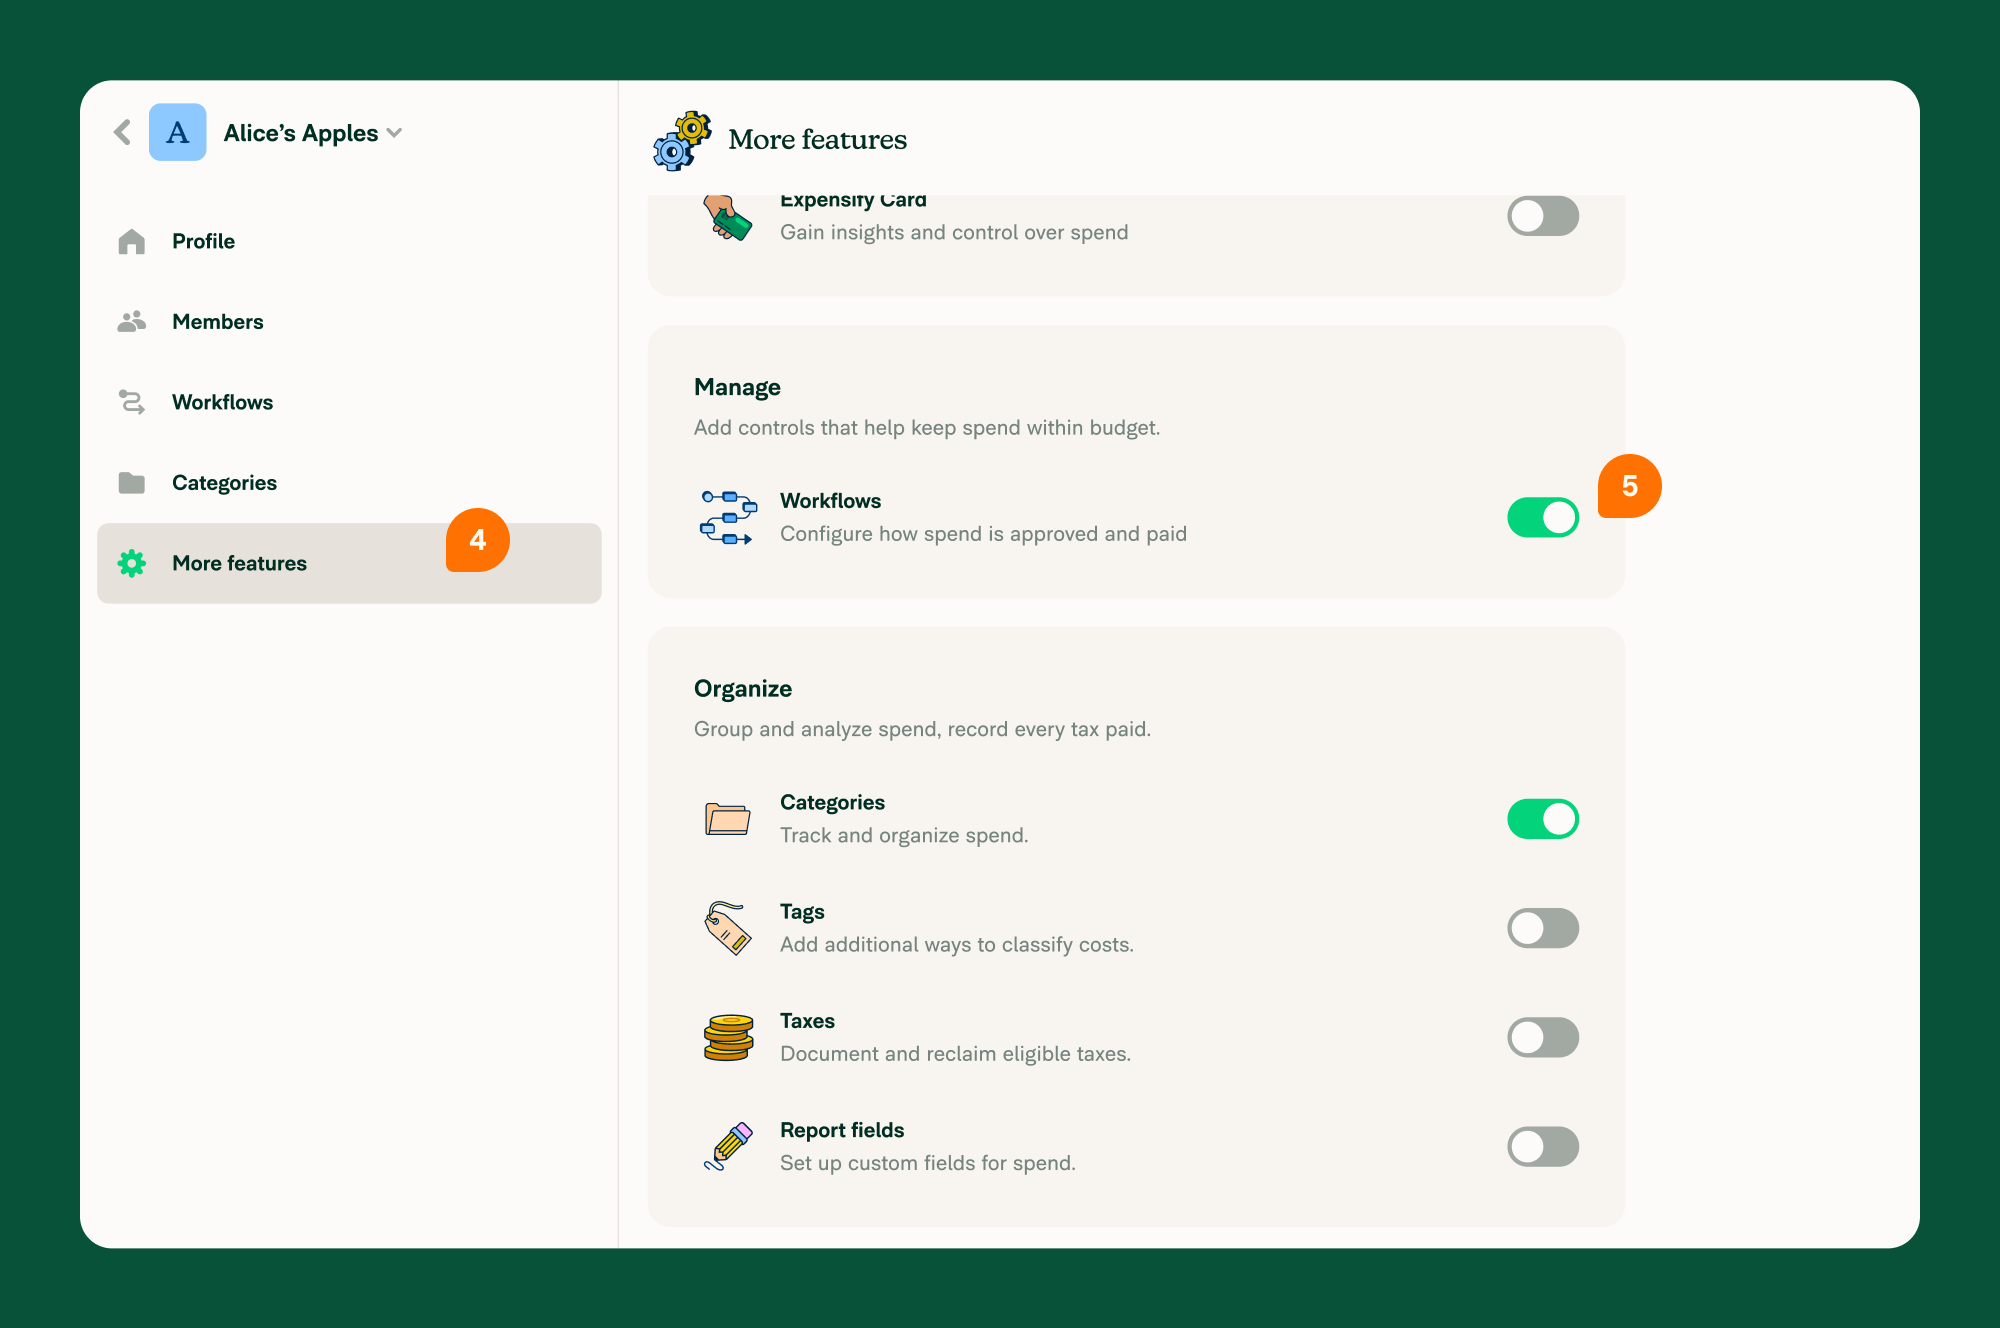 A
Alice’s Apples
Profile
Members
Workflows
Categories
More features
4
More features
Expensify Card
Gain insights and control over spend
Manage
Add controls that help keep spend within budget.
Workflows
Configure how spend is approved and paid
5
Organize
Group and analyze spend, record every tax paid.
Categories
Track and organize spend.
Tags
Add additional ways to classify costs.
Taxes
Document and reclaim eligible taxes.
Report fields
Set up custom fields for spend.